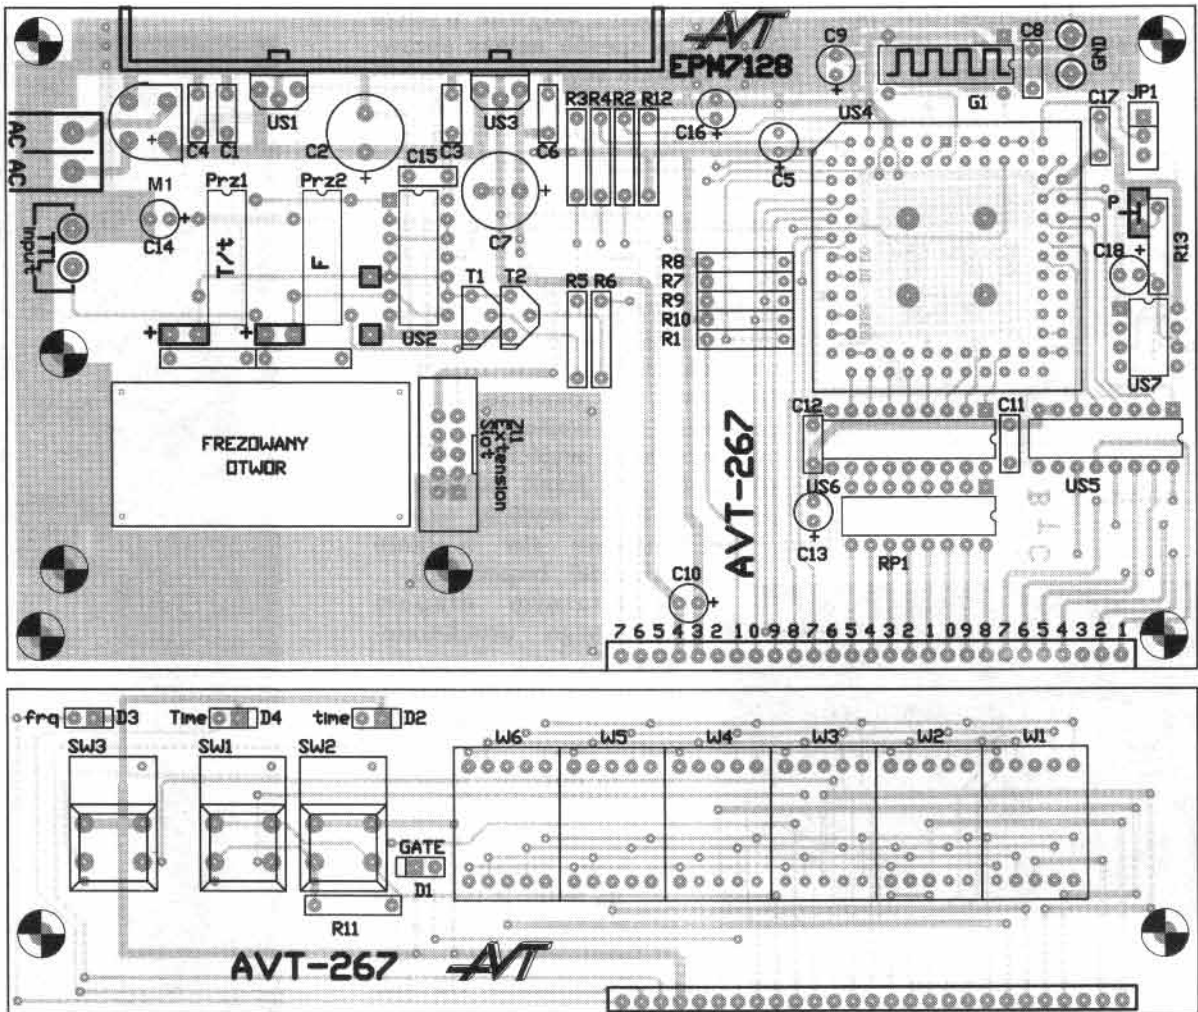 AVT
EPM7128
C9
C8
GND
G1
C17
JP1
AC AC
C4 C1
US1
C2
C3
US3
C6
R3 R4 R2 R12
C16
US4
C5
C15
M1
Prz1
Prz2
C14
C7
P
R13
C18
TTL
Input
T/t
F
T1
T2
R8
R7
R9
R10
R1
R5
R6
US2
US7
FREZOWANY
OTWOR
Z1
Extension
Slot
AVT-267
C12
C11
US6
US5
C13
RP1
C10
7 6 5 4 3 2 1 0 9 8 7 6 5 4 3 2 1 0 9 8 7 6 5 4 3 2 1
frq D3
Time D4
time D2
SW3
SW1
SW2
W6
W5
W4
W3
W2
W1
GATE
D1
R11
AVT-267
AVT